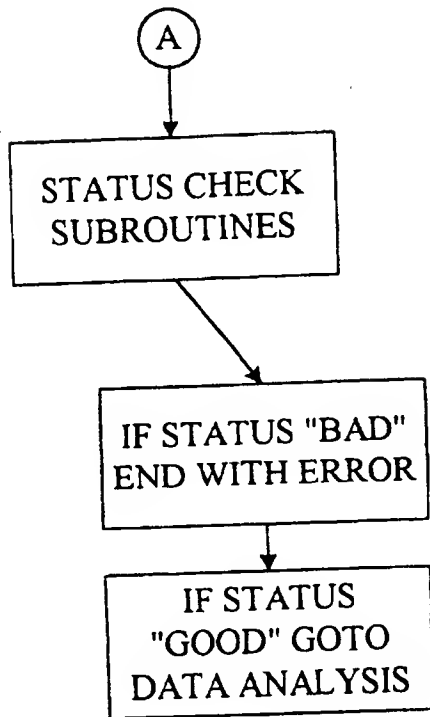 A
STATUS CHECK
SUBROUTINES
IF STATUS "BAD"
END WITH ERROR
IF STATUS
"GOOD" GOTO
DATA ANALYSIS